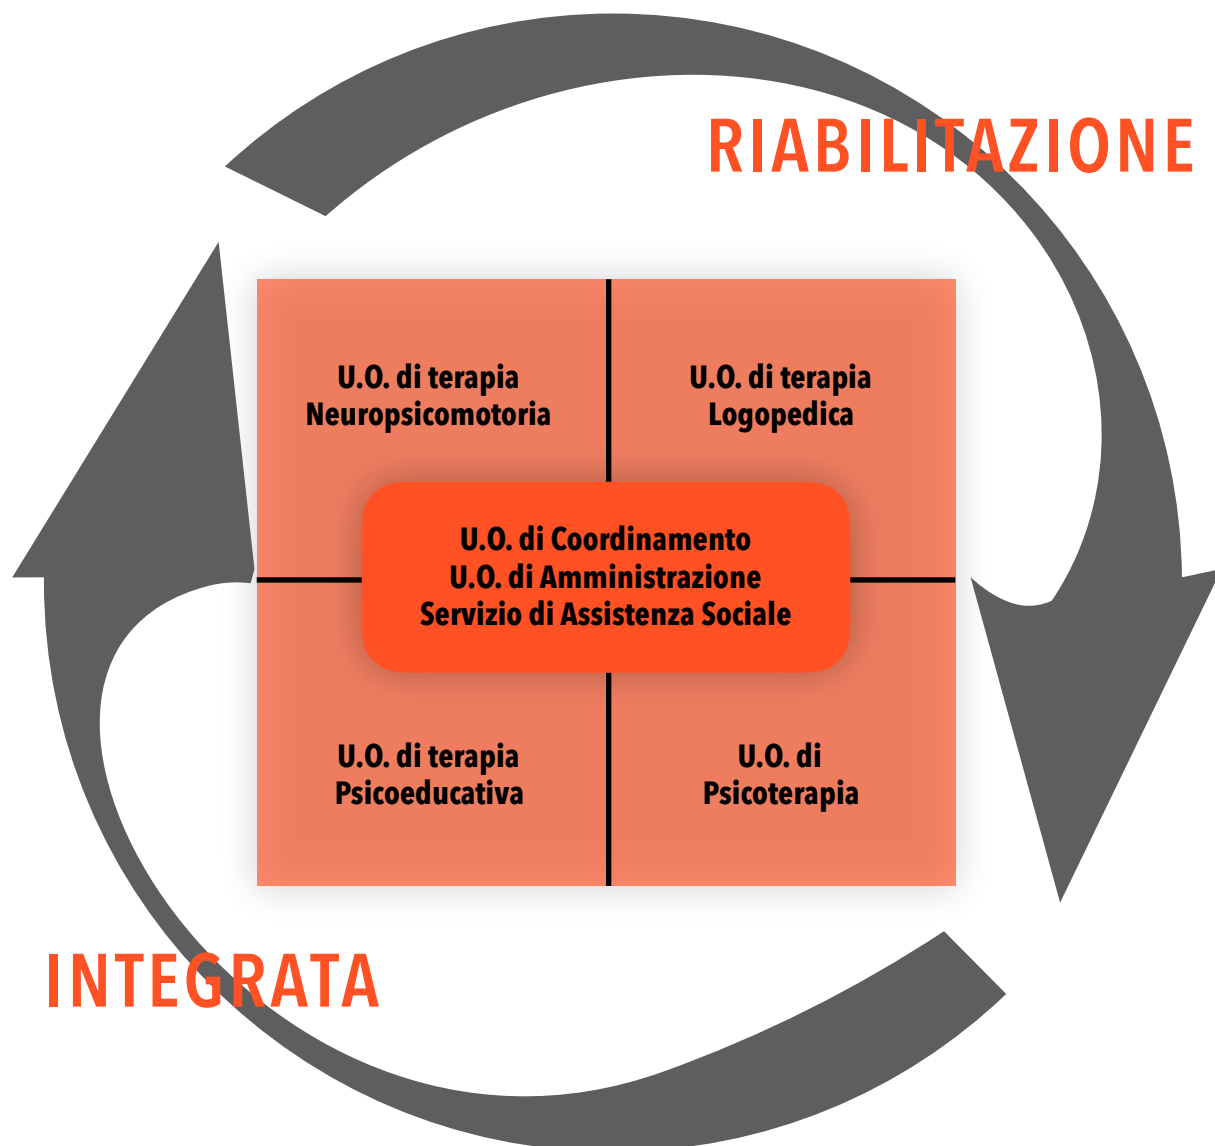 RIABILITAZIONE
U.O. di terapia
Neuropsicomotoria
U.O. di terapia
Logopedica
U.O. di Coordinamento
U.O. di Amministrazione
Servizio di Assistenza Sociale
U.O. di terapia
Psicoeducativa
U.O. di
Psicoterapia
INTEGRATA